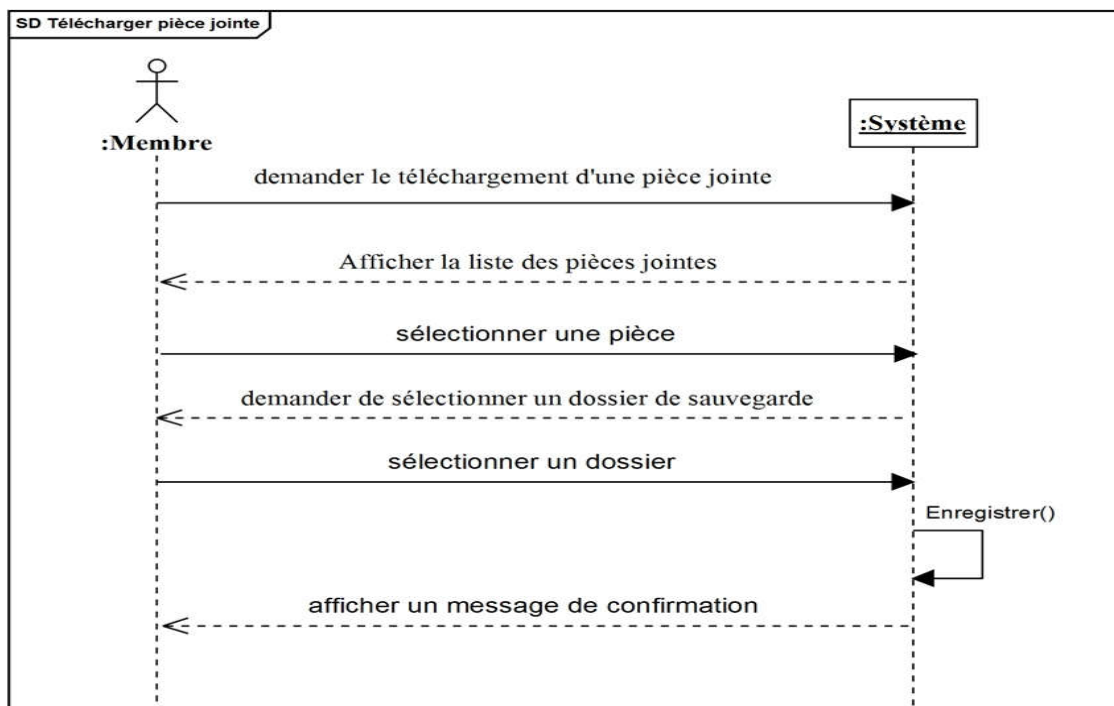 SD Télécharger pièce jointe
:Membre
:Système
demander le téléchargement d'une pièce jointe
Afficher la liste des pièces jointes
sélectionner une pièce
demander de sélectionner un dossier de sauvegarde
sélectionner un dossier
Enregistrer()
afficher un message de confirmation